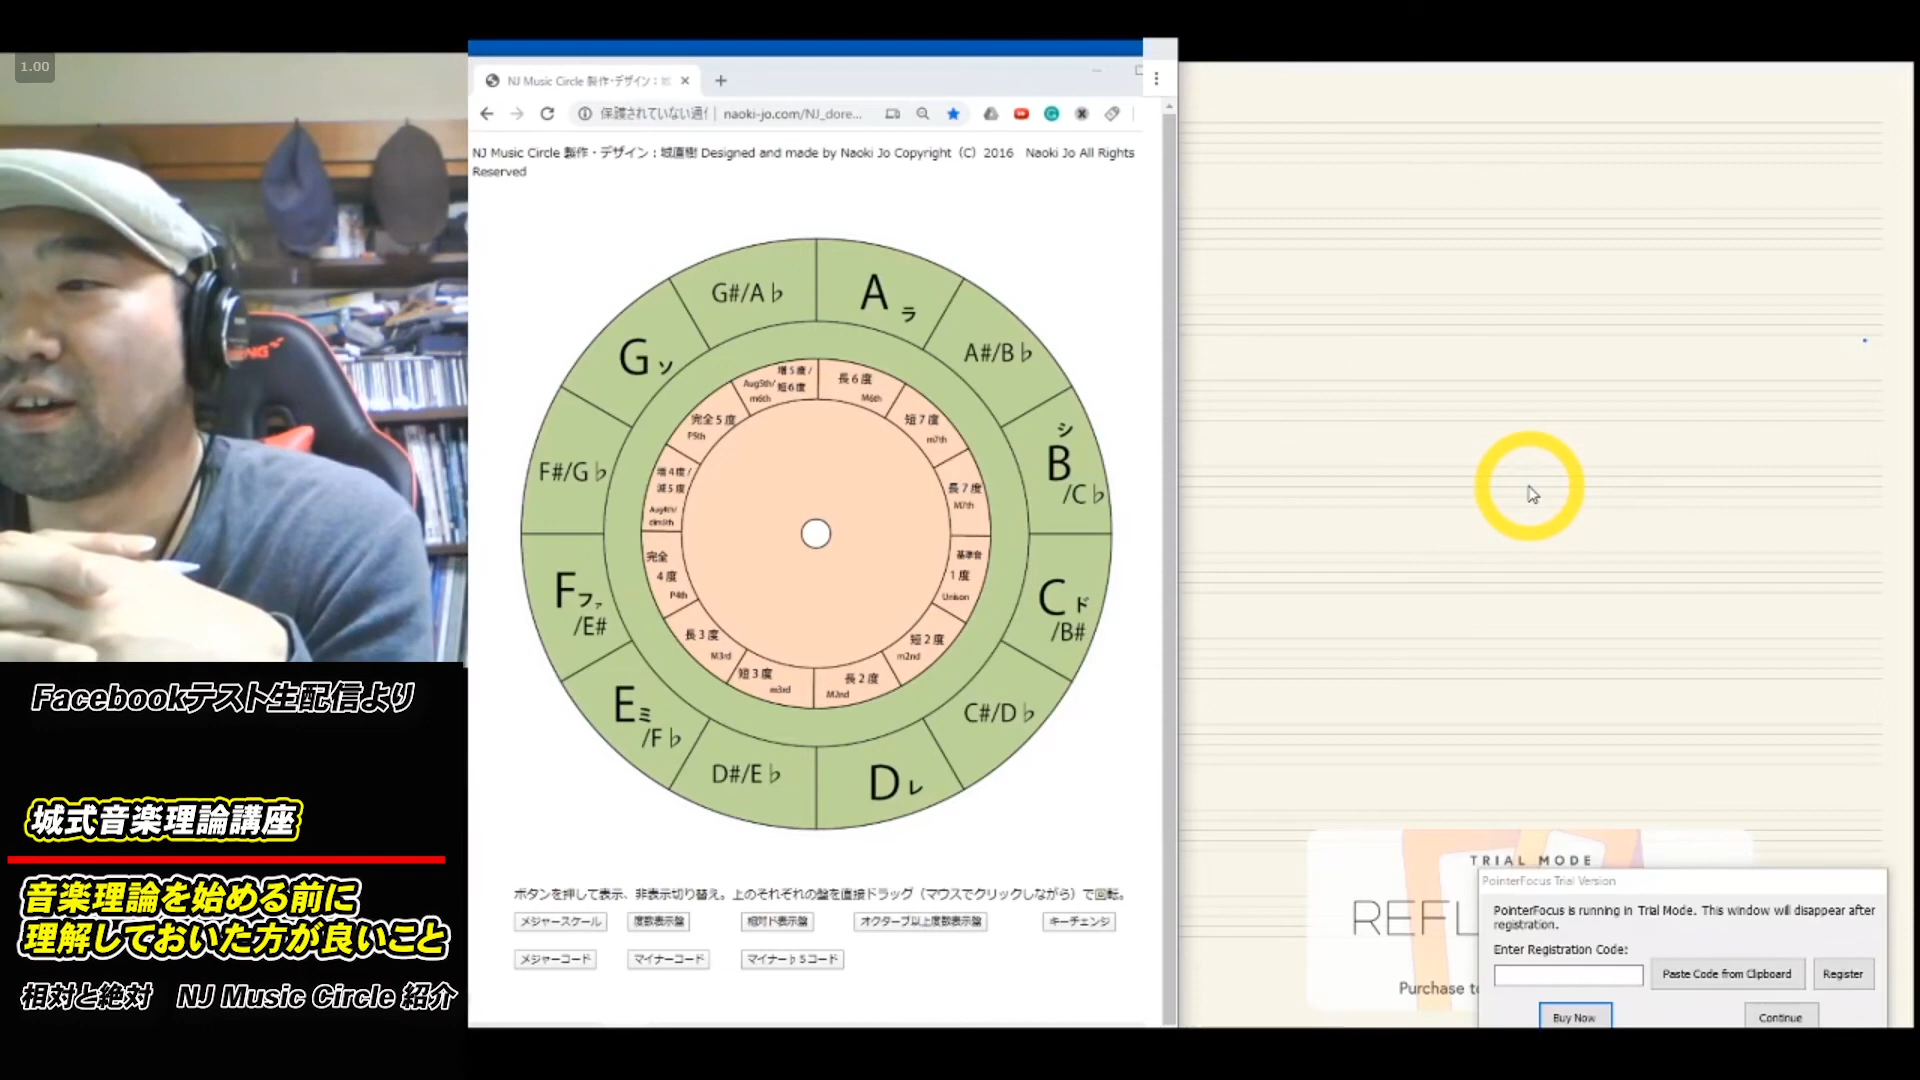 1.00
NJ Music Circle 製作・デザイン：城
保護されていない通信
naoki-jo.com/NJ_dore...
NJ Music Circle 製作・デザイン：城直樹 Designed and made by Naoki Jo Copyright（C）2016 Naoki Jo All Rights
Reserved
G#/A♭
A ラ
A#/B♭
シ
B
/C♭
C ド
/B#
C#/D♭
D レ
D#/E♭
E ミ
/F♭
F ファ
/E#
F#/G♭
G ソ
増5度/
短6度
Aug5th/
m6th
長6度
M6th
短7度
m7th
長7度
M7th
基準音
1度
Unison
短2度
m2nd
長2度
M2nd
短3度
m3rd
長3度
M3rd
完全
4度
P4th
増4度/
減5度
Aug4th/
dim5th
完全5度
P5th
ボタンを押して表示、非表示切り替え。上のそれぞれの盤を直接ドラッグ（マウスでクリックしながら）で回転。
メジャースケール
度数表示盤
相対ド表示盤
オクターブ以上度数表示盤
キーチェンジ
メジャーコード
マイナーコード
マイナー♭5コード
Facebookテスト生配信より
城式音楽理論講座
音楽理論を始める前に
理解しておいた方が良いこと
相対と絶対 NJ Music Circle 紹介
TRIAL MODE
REFL
Purchase to
PointerFocus Trial Version
PointerFocus is running in Trial Mode. This window will disappear after
registration.
Enter Registration Code:
Paste Code from Clipboard
Register
Buy Now
Continue